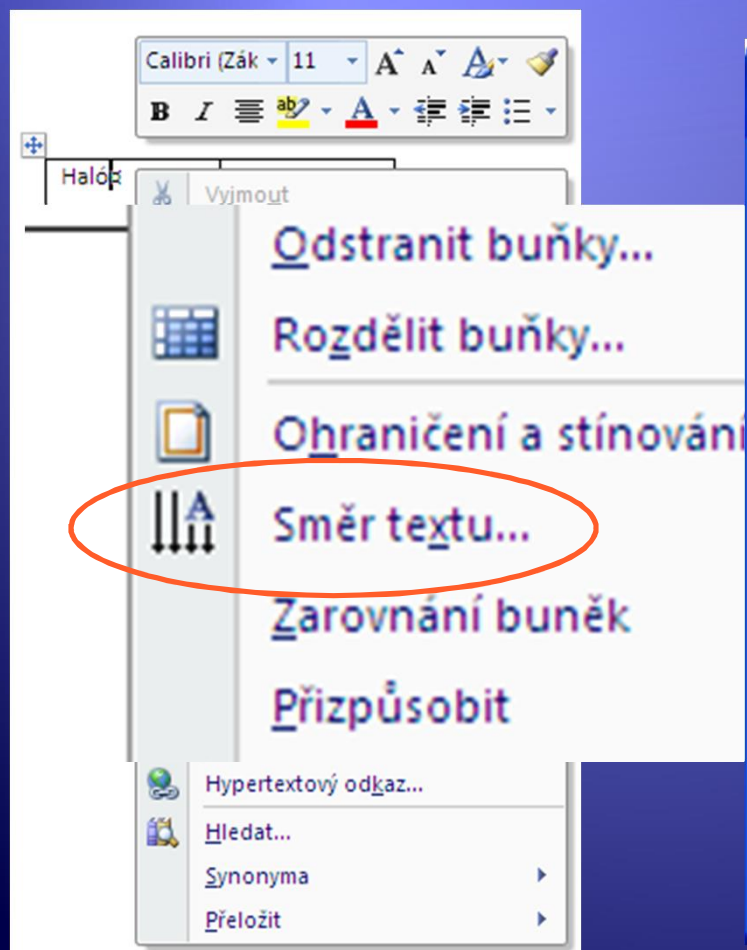 Calibri (Zák 11 A A A
B I ab A
Haló¤
Vyjmout
Odstranit buňky...
Rozdělit buňky...
Ohraničení a stínování
Směr textu...
Zarovnání buněk
Přizpůsobit
Hypertextový odkaz...
Hledat...
Synonyma
Přeložit